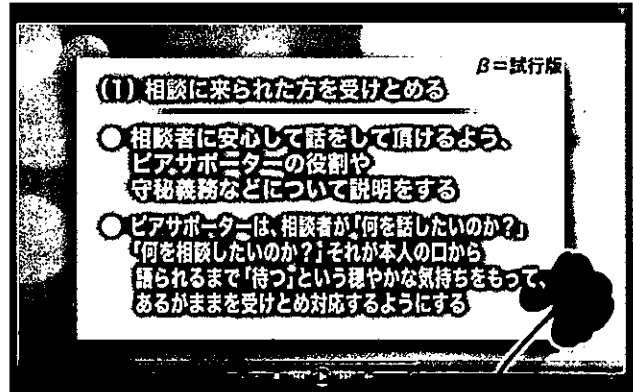 β=試行版
(1) 相談に来られた方を受けとめる
○ 相談者に安心して話をして頂けるよう、
ピアサポーターの役割や
守秘義務などについて説明をする
○ ピアサポーターは、相談者が「何を話したいのか?」
「何を相談したいのか?」それが本人の口から
語られるまで「待つ」という穏やかな気持ちをもって、
あるがままを受けとめ対応するようにする